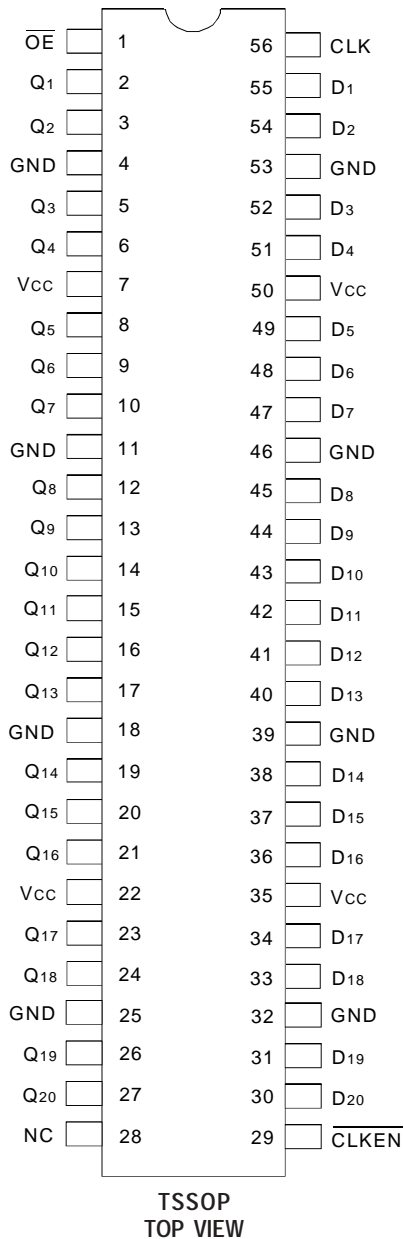 O̅E̅ 1 56 CLK
Q1 2 55 D1
Q2 3 54 D2
GND 4 53 GND
Q3 5 52 D3
Q4 6 51 D4
VCC 7 50 VCC
Q5 8 49 D5
Q6 9 48 D6
Q7 10 47 D7
GND 11 46 GND
Q8 12 45 D8
Q9 13 44 D9
Q10 14 43 D10
Q11 15 42 D11
Q12 16 41 D12
Q13 17 40 D13
GND 18 39 GND
Q14 19 38 D14
Q15 20 37 D15
Q16 21 36 D16
VCC 22 35 VCC
Q17 23 34 D17
Q18 24 33 D18
GND 25 32 GND
Q19 26 31 D19
Q20 27 30 D20
NC 28 29 C̅L̅K̅E̅N̅
TSSOP
TOP VIEW